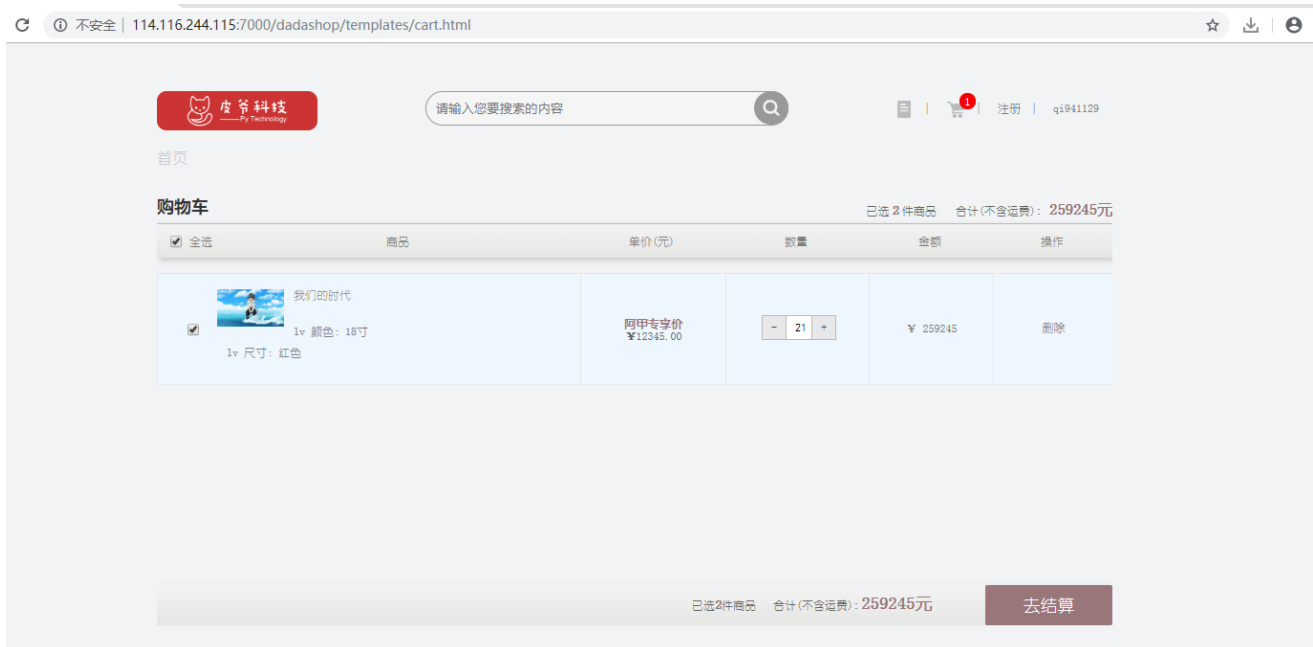 不安全 | 114.116.244.115:7000/dadashop/templates/cart.html
皮爷科技
Py Technology
请输入您要搜索的内容
1
注册
qi941129
首页
购物车
已选 2 件商品 合计(不含运费): 259245元
全选 商品 单价(元) 数量 金额 操作
我们的时代
lv 颜色: 18寸
lv 尺寸: 红色
阿甲专享价
¥12345.00
- 21 +
¥ 259245
删除
已选2件商品 合计(不含运费): 259245元
去结算